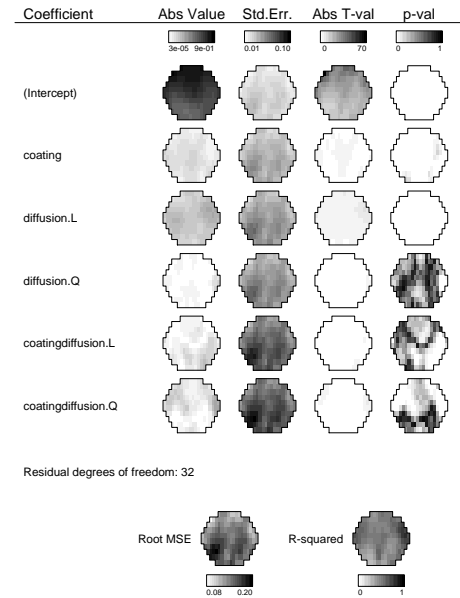 Coefficient Abs Value Std.Err. Abs T-val p-val
3e-05 9e-01 0.01 0.10 0 70 0 1
(Intercept)
coating
diffusion.L
diffusion.Q
coatingdiffusion.L
coatingdiffusion.Q
Residual degrees of freedom: 32
Root MSE R-squared
0.08 0.20 0 1